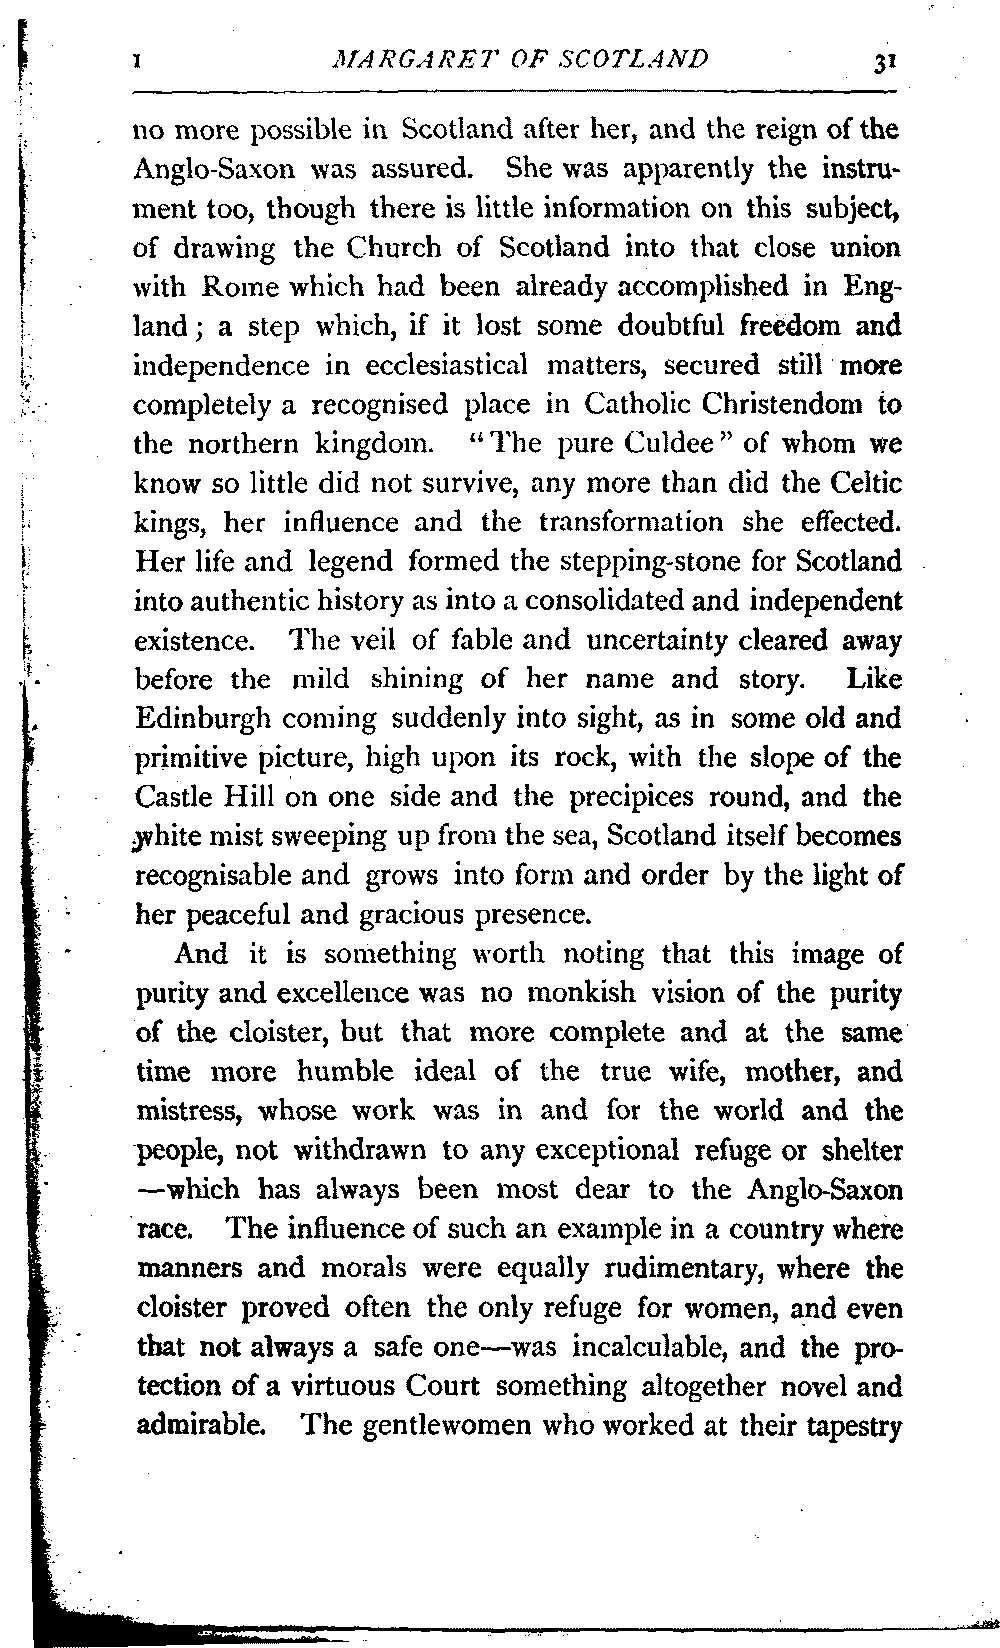 I MARGARET OF SCOTLAND 31
no more possible in Scotland after her, and the reign of the
Anglo-Saxon was assured. She was apparently the instru-
ment too, though there is little information on this subject,
of drawing the Church of Scotland into that close union
with Rome which had been already accomplished in Eng-
land; a step which, if it lost some doubtful freedom and
independence in ecclesiastical matters, secured still more
completely a recognised place in Catholic Christendom to
the northern kingdom. "The pure Culdee" of whom we
know so little did not survive, any more than did the Celtic
kings, her influence and the transformation she effected.
Her life and legend formed the stepping-stone for Scotland
into authentic history as into a consolidated and independent
existence. The veil of fable and uncertainty cleared away
before the mild shining of her name and story. Like
Edinburgh coming suddenly into sight, as in some old and
primitive picture, high upon its rock, with the slope of the
Castle Hill on one side and the precipices round, and the
white mist sweeping up from the sea, Scotland itself becomes
recognisable and grows into form and order by the light of
her peaceful and gracious presence.
And it is something worth noting that this image of
purity and excellence was no monkish vision of the purity
of the cloister, but that more complete and at the same
time more humble ideal of the true wife, mother, and
mistress, whose work was in and for the world and the
people, not withdrawn to any exceptional refuge or shelter
—which has always been most dear to the Anglo-Saxon
race. The influence of such an example in a country where
manners and morals were equally rudimentary, where the
cloister proved often the only refuge for women, and even
that not always a safe one—was incalculable, and the pro-
tection of a virtuous Court something altogether novel and
admirable. The gentlewomen who worked at their tapestry